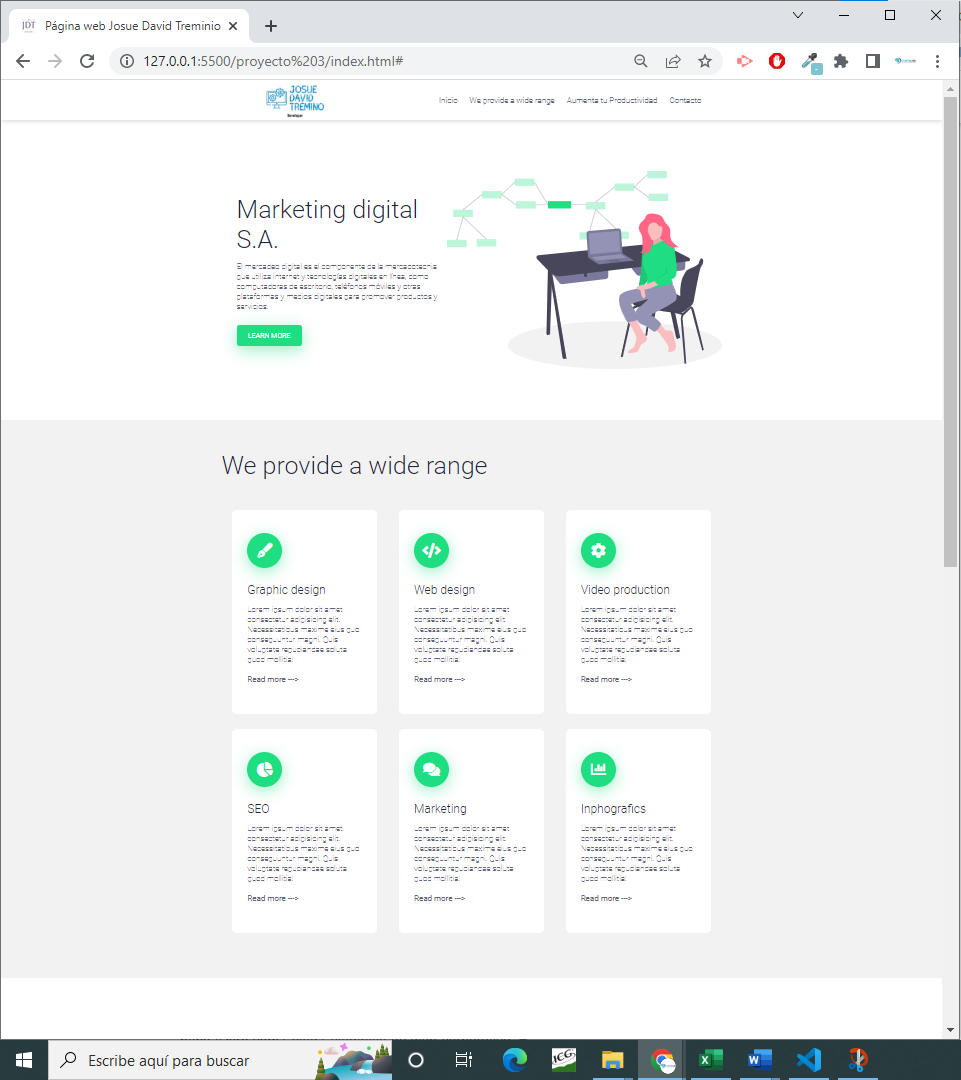 JDT
Página web Josue David Treminio
127.0.0.1:5500/proyecto%203/index.html#
JOSUE
DAVID
TREMINO
Developer
Inicio
We provide a wide range
Aumenta tu Productividad
Contacto
Marketing digital
S.A.
El mercadeo digital es el componente de la mercadotecnia
que utiliza internet y tecnologías digitales en línea, como
computadoras de escritorio, teléfonos móviles y otras
plataformas y medios digitales para promover productos y
servicios.
LEARN MORE
We provide a wide range
Graphic design
Lorem ipsum dolor sit amet
consectetur adipisicing elit.
Necessitatibus maxime eius quo
consequuntur magni. Quis
voluptate repudiandae soluta
quod mollitia!
Read more --->
Web design
Lorem ipsum dolor sit amet
consectetur adipisicing elit.
Necessitatibus maxime eius quo
consequuntur magni. Quis
voluptate repudiandae soluta
quod mollitia!
Read more --->
Video production
Lorem ipsum dolor sit amet
consectetur adipisicing elit.
Necessitatibus maxime eius quo
consequuntur magni. Quis
voluptate repudiandae soluta
quod mollitia!
Read more --->
SEO
Lorem ipsum dolor sit amet
consectetur adipisicing elit.
Necessitatibus maxime eius quo
consequuntur magni. Quis
voluptate repudiandae soluta
quod mollitia!
Read more --->
Marketing
Lorem ipsum dolor sit amet
consectetur adipisicing elit.
Necessitatibus maxime eius quo
consequuntur magni. Quis
voluptate repudiandae soluta
quod mollitia!
Read more --->
Inphografics
Lorem ipsum dolor sit amet
consectetur adipisicing elit.
Necessitatibus maxime eius quo
consequuntur magni. Quis
voluptate repudiandae soluta
quod mollitia!
Read more --->
Escribe aquí para buscar
ICG